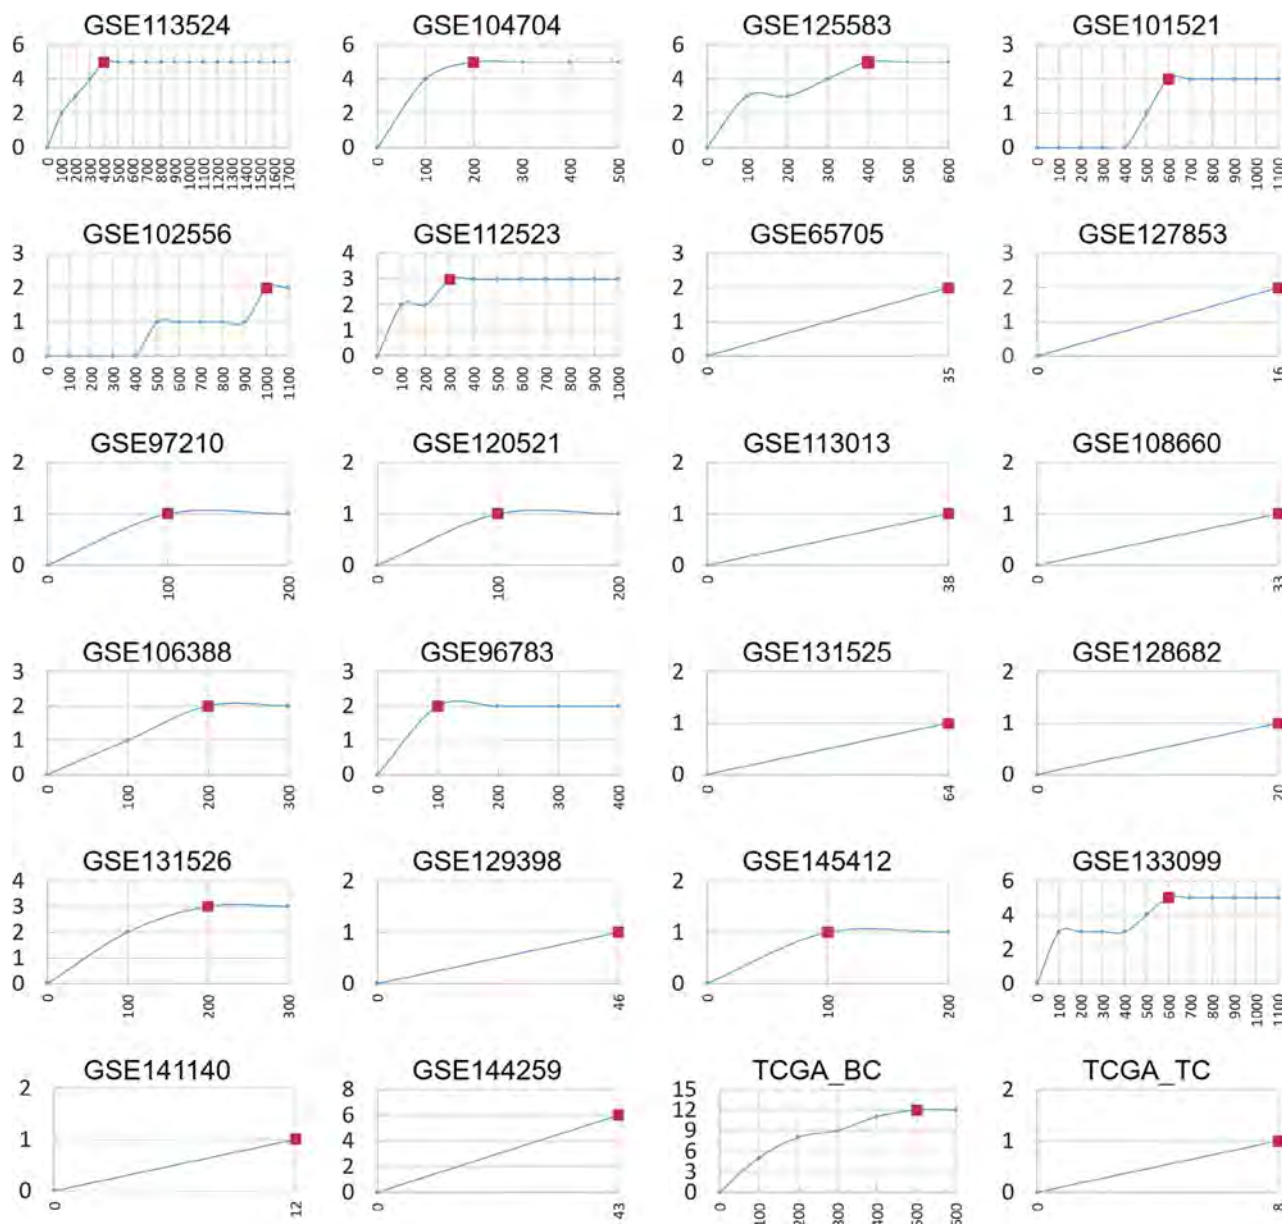 GSE113524 GSE104704 GSE125583 GSE101521
6 6 6 3
4 4 4 2
2 2 2 1
0 0 0 0
0 100 200 300 400 500 600 700 800 900 1000 1100 1200 1300 1400 1500 1600 1700 0 100 200 300 400 500 0 100 200 300 400 500 600 0 100 200 300 400 500 600 700 800 900 1000 1100
GSE102556 GSE112523 GSE65705 GSE127853
3 4 3 3
2 3 2 2
1 2 1 1
0 1 0 0
0
0 100 200 300 400 500 600 700 800 900 1000 1100 0 100 200 300 400 500 600 700 800 900 1000 0 35 0 16
GSE97210 GSE120521 GSE113013 GSE108660
2 2 2 2
1 1 1 1
0 0 0 0
0 100 200 0 100 200 0 38 0 33
GSE106388 GSE96783 GSE131525 GSE128682
3 3 2 2
2 2 1 1
1 1 0 0
0 0
0 100 200 300 0 100 200 300 400 0 64 0 70
GSE131526 GSE129398 GSE145412 GSE133099
4 2 2 6
3 1 1 4
2 0 0 2
1 0
0
0 100 200 300 0 46 0 100 200 0 100 200 300 400 500 600 700 800 900 1000 1100
GSE141140 GSE144259 TCGA_BC TCGA_TC
2 8 15 2
1 6 12 1
0 4 9 0
2 6
0 3
0
0 12 0 43 0 100 200 300 400 500 600 0 8